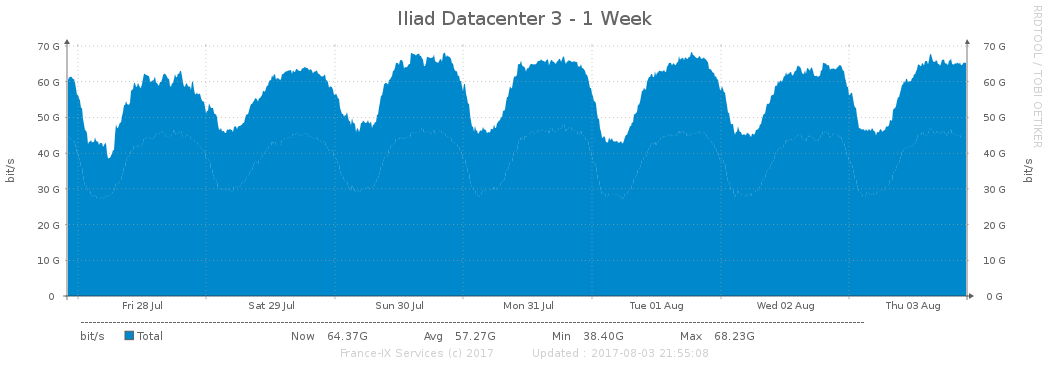 Iliad Datacenter 3 - 1 Week
RRDTOOL / TOBI OETIKER
70 G 70 G
60 G 60 G
50 G 50 G
40 G 40 G
30 G 30 G
20 G 20 G
10 G 10 G
0 0 G
bit/s bit/s
Fri 28 Jul Sat 29 Jul Sun 30 Jul Mon 31 Jul Tue 01 Aug Wed 02 Aug Thu 03 Aug
bit/s Total Now 64.37G Avg 57.27G Min 38.40G Max 68.23G
France-IX Services (c) 2017 Updated : 2017-08-03 21:55:08